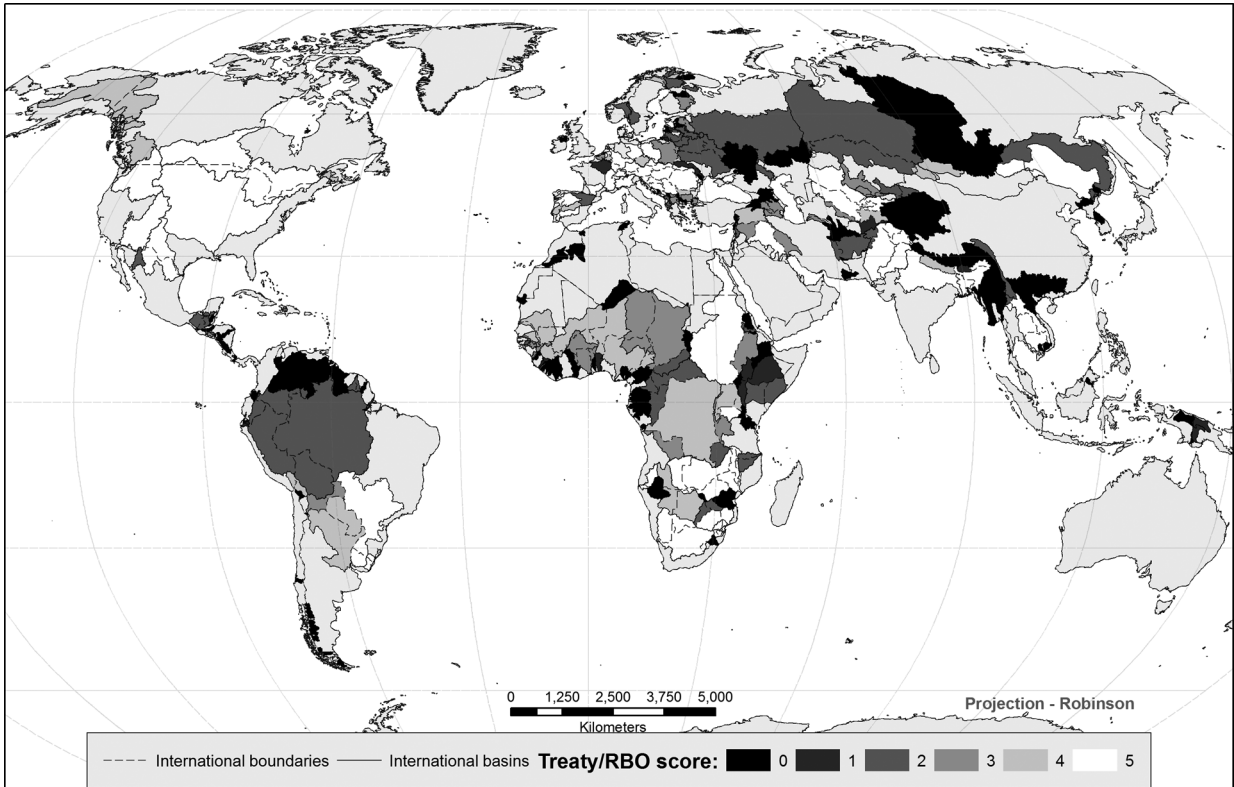 0 1,250 2,500 3,750 5,000
Kilometers
Projection - Robinson
International boundaries International basins Treaty/RBO score: 0 1 2 3 4 5